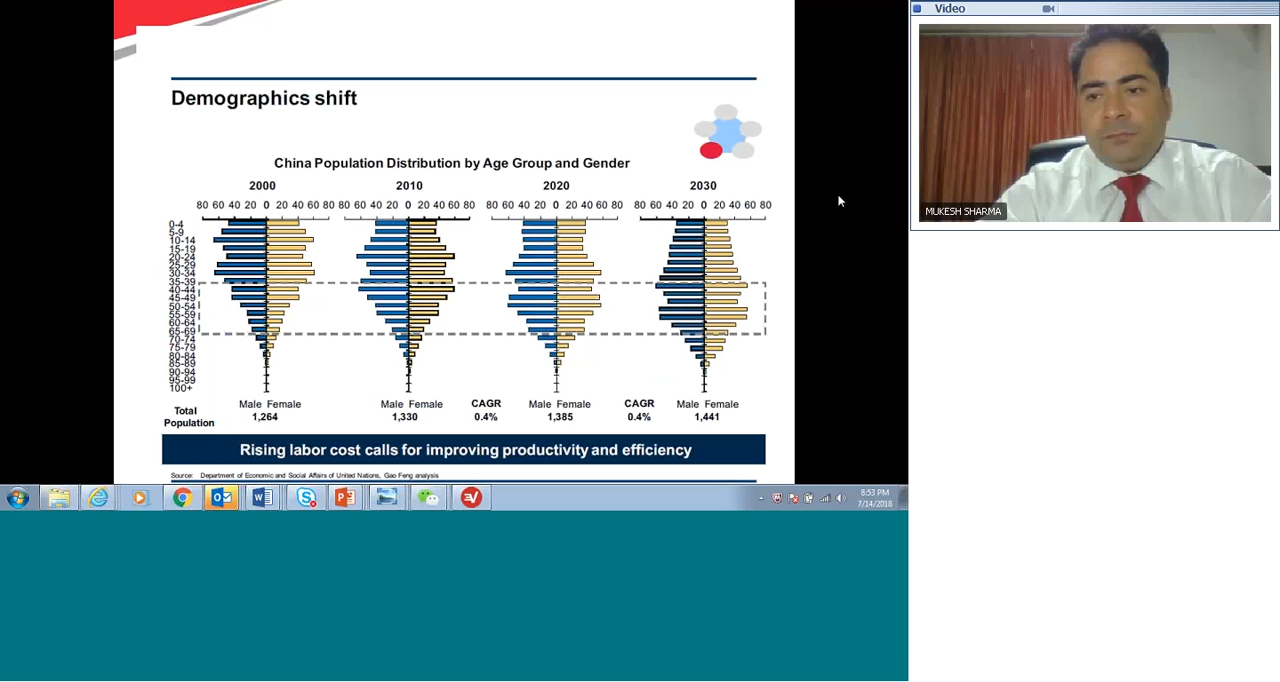 Demographics shift
China Population Distribution by Age Group and Gender
2000 2010 2020 2030
80 60 40 20 0 20 40 60 80 60 40 20 0 20 40 60 80 80 60 40 20 0 20 40 60 80 80 60 40 20 0 20 40 60 80
0-4
5-9
10-14
15-19
20-24
25-29
30-34
35-39
40-44
45-49
50-54
55-59
60-64
65-69
70-74
75-79
80-84
85-89
90-94
95-99
100+
Male Female Male Female CAGR Male Female CAGR Male Female
Total
Population
1,264 1,330 0.4% 1,385 0.4% 1,441
Rising labor cost calls for improving productivity and efficiency
Source: Department of Economic and Social Affairs of United Nations, Gao Feng analysis
8:53 PM
7/14/2018
Video
MUKESH SHARMA